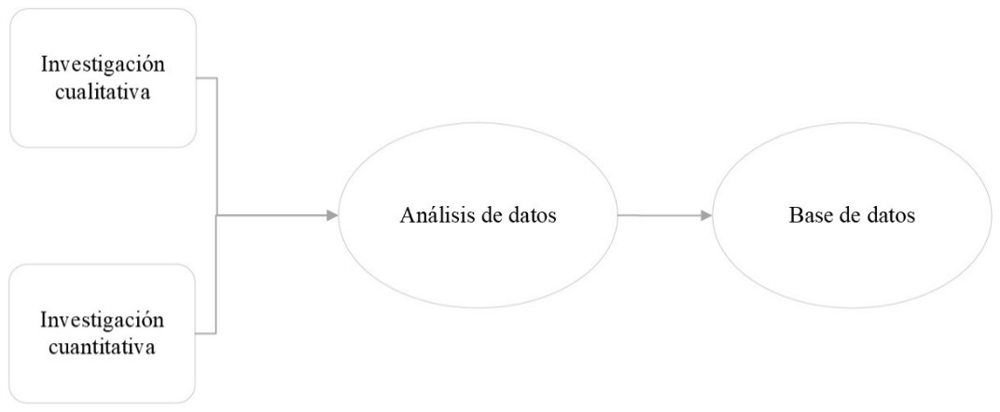 Investigación
cualitativa
Análisis de datos
Base de datos
Investigación
cuantitativa